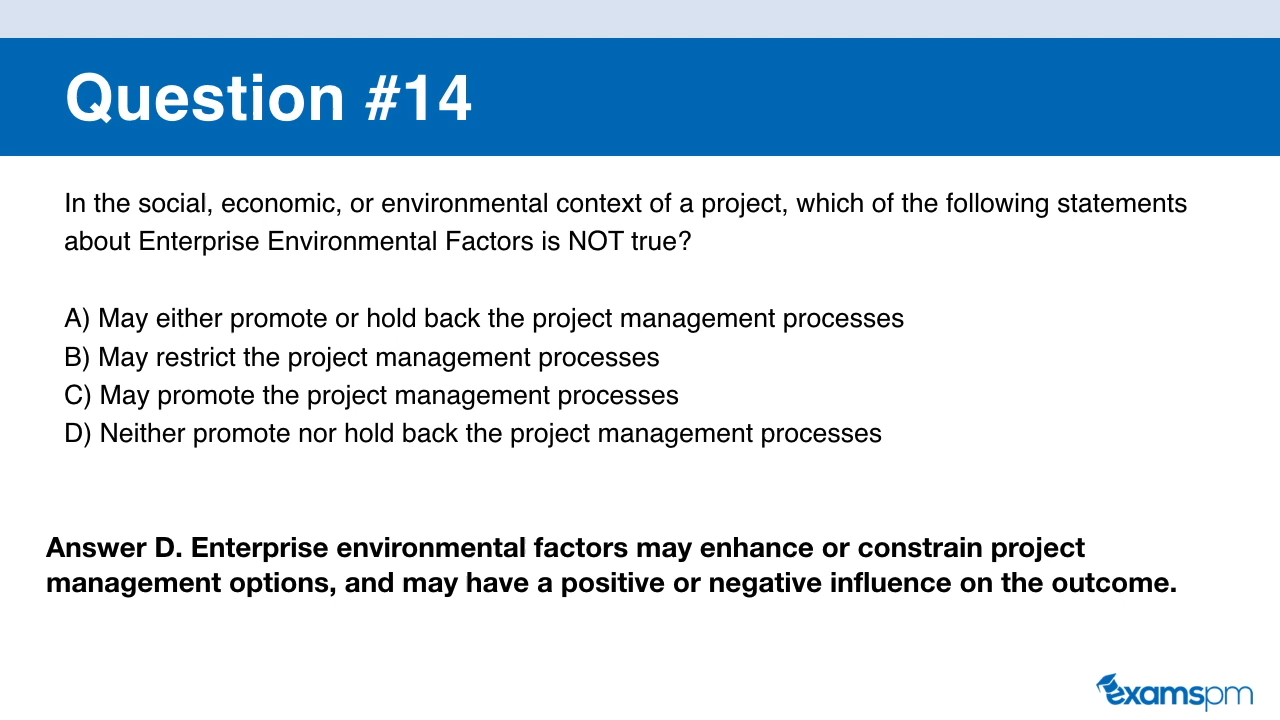 Question #14
In the social, economic, or environmental context of a project, which of the following statements
about Enterprise Environmental Factors is NOT true?
A) May either promote or hold back the project management processes
B) May restrict the project management processes
C) May promote the project management processes
D) Neither promote nor hold back the project management processes
Answer D. Enterprise environmental factors may enhance or constrain project
management options, and may have a positive or negative influence on the outcome.
examspm